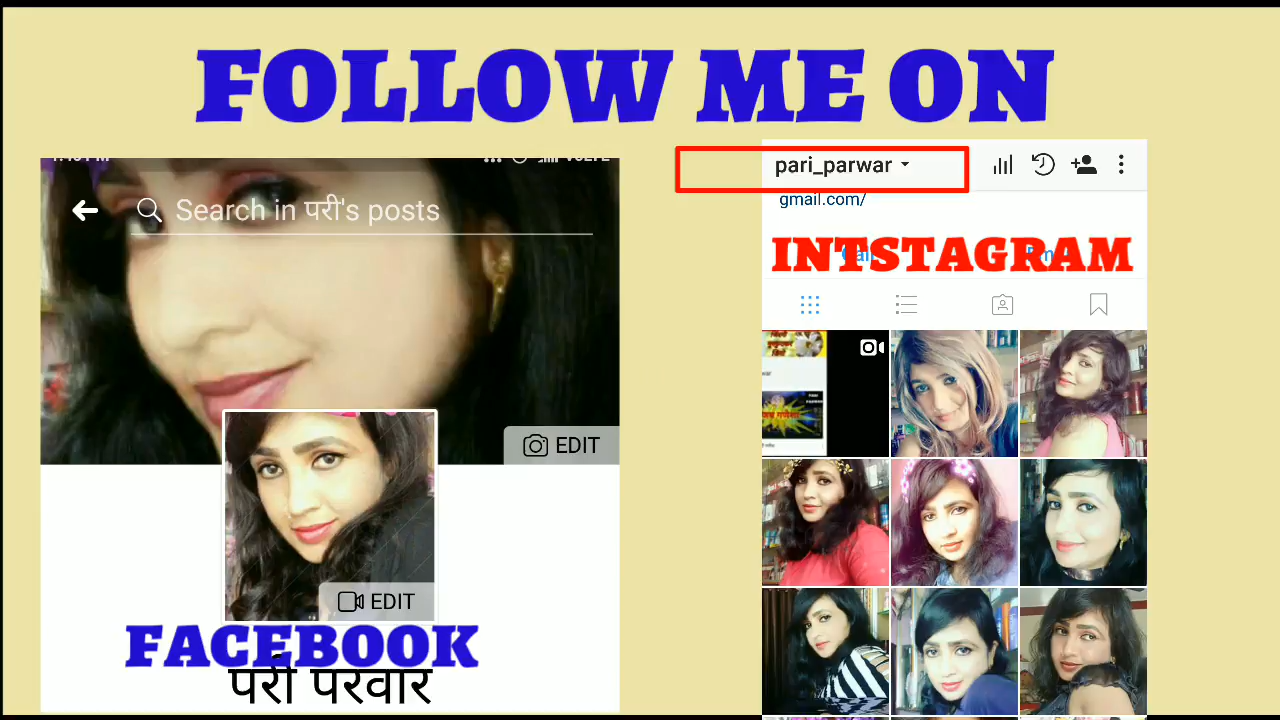 FOLLOW ME ON
Search in परी's posts
EDIT
EDIT
FACEBOOK
परी परवार
pari_parwar
gmail.com/
INTSTAGRAM